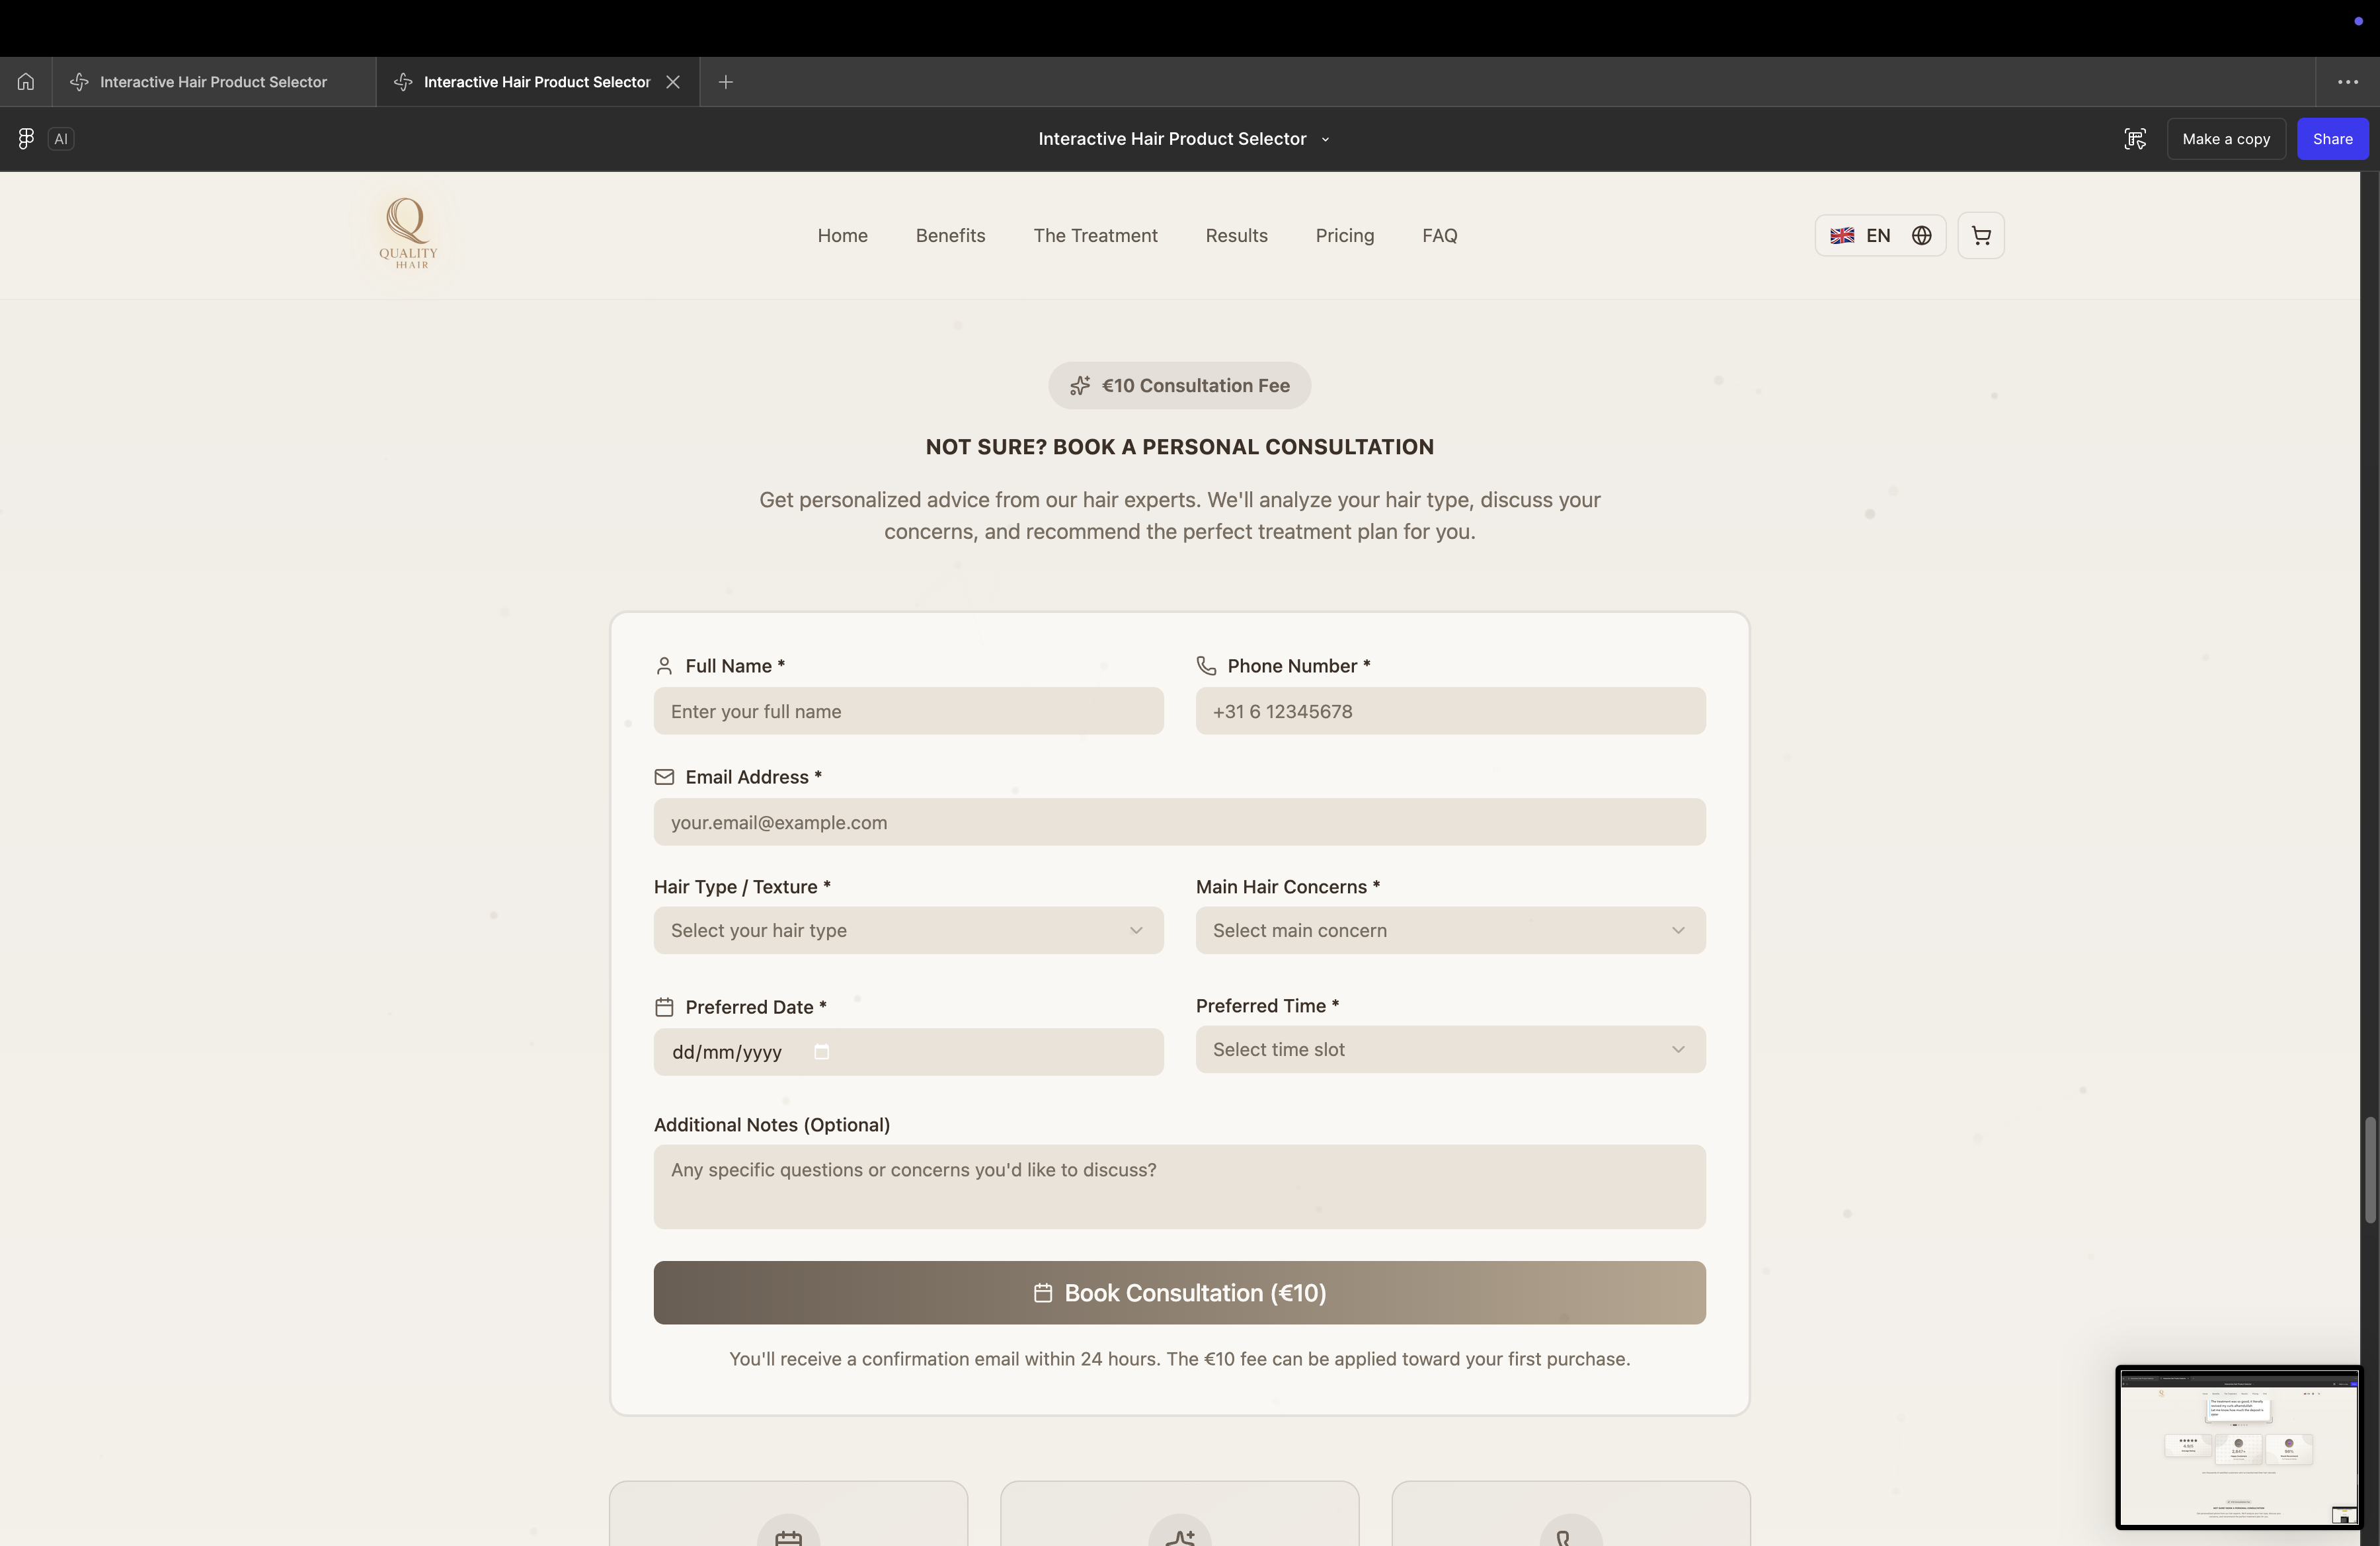 Interactive Hair Product Selector
Interactive Hair Product Selector
AI
Interactive Hair Product Selector
Make a copy
Share
QUALITY
HHAIR
Home
Benefits
The Treatment
Results
Pricing
FAQ
EN
€10 Consultation Fee
NOT SURE? BOOK A PERSONAL CONSULTATION
Get personalized advice from our hair experts. We'll analyze your hair type, discuss your
concerns, and recommend the perfect treatment plan for you.
Full Name *
Phone Number *
Enter your full name
+31 6 12345678
Email Address *
your.email@example.com
Hair Type / Texture *
Main Hair Concerns *
Select your hair type
Select main concern
Preferred Date *
Preferred Time *
dd/mm/yyyy
Select time slot
Additional Notes (Optional)
Any specific questions or concerns you'd like to discuss?
Book Consultation (€10)
You'll receive a confirmation email within 24 hours. The €10 fee can be applied toward your first purchase.